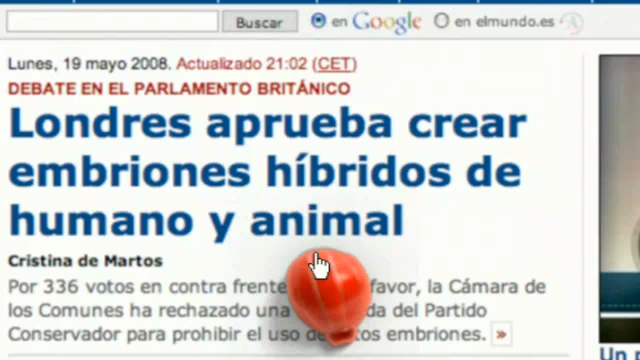 Buscar en Google en elmundo.es
Lunes, 19 mayo 2008. Actualizado 21:02 (CET)
DEBATE EN EL PARLAMENTO BRITÁNICO
Londres aprueba crear
embriones híbridos de
humano y animal
Cristina de Martos
Por 336 votos en contra frente favor, la Cámara de
los Comunes ha rechazado una da del Partido
Conservador para prohibir el uso de tos embriones. »
Un